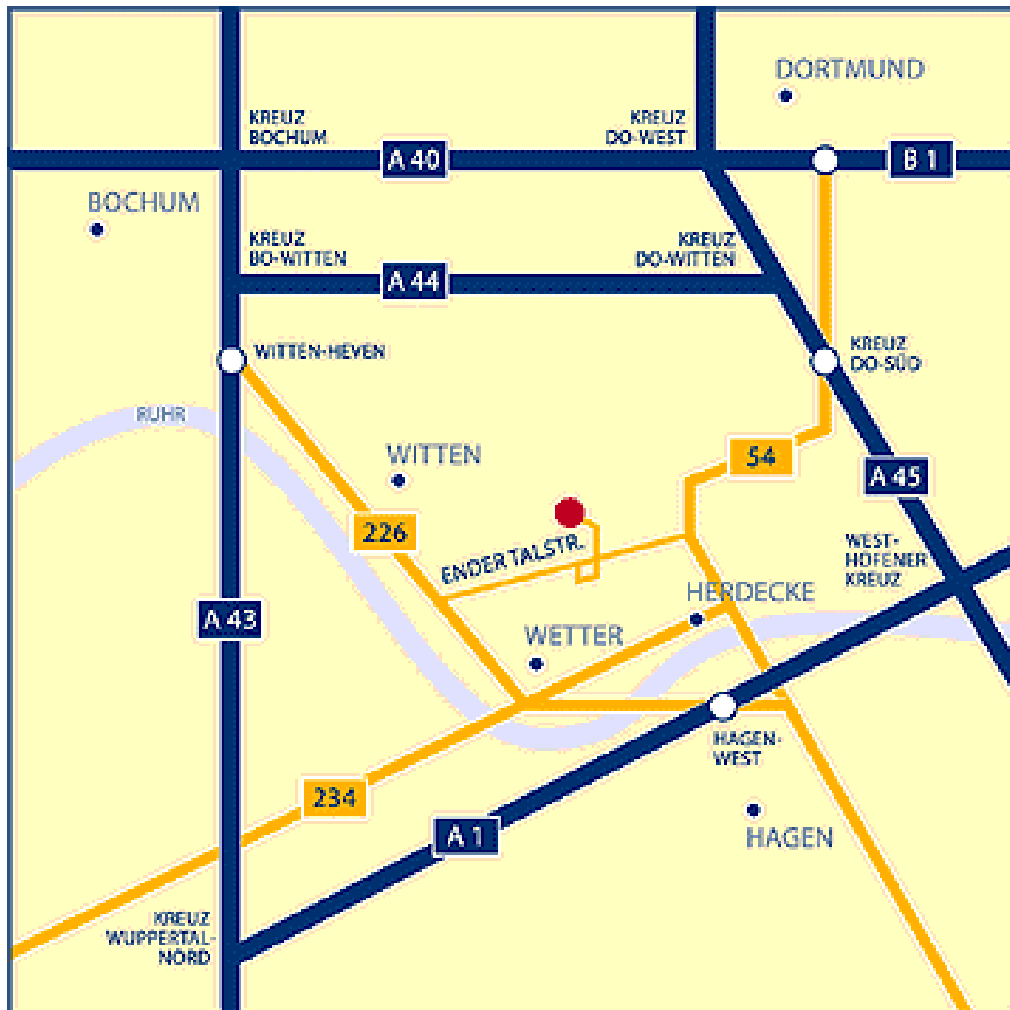 DORTMUND
KREUZ
BOCHUM
KREUZ
DO-WEST
A 40
B 1
BOCHUM
KREUZ
BO-WITTEN
KREUZ
DO-WITTEN
A 44
WITTEN-HEVEN
KREUZ
DO-SÜD
RUHR
WITTEN
54
A 45
226
ENDER TALSTR.
WEST-
HOFENER
KREUZ
HERDECKE
A 43
WETTER
HAGEN-
WEST
234
A 1
HAGEN
KREUZ
WUPPERTAL-
NORD